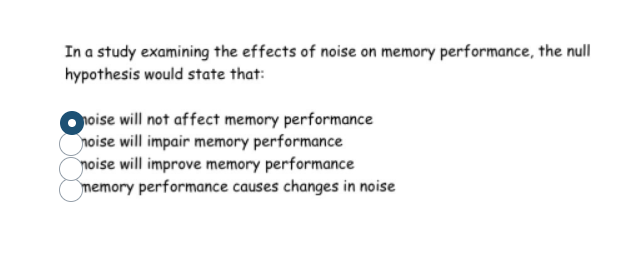 In a study examining the effects of noise on memory performance, the null
hypothesis would state that:
noise will not affect memory performance
noise will impair memory performance
noise will improve memory performance
memory performance causes changes in noise